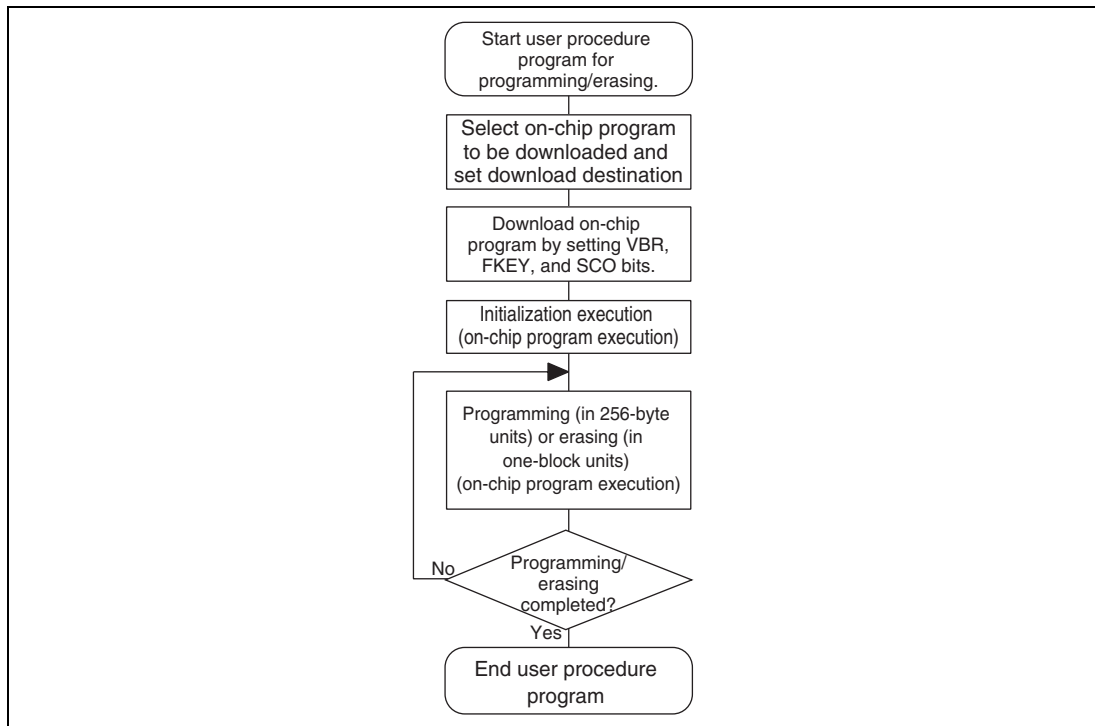 Start user procedure
program for
programming/erasing.
Select on-chip program
to be downloaded and
set download destination
Download on-chip
program by setting VBR,
FKEY, and SCO bits.
Initialization execution
(on-chip program execution)
Programming (in 256-byte
units) or erasing (in
one-block units)
(on-chip program execution)
No
Programming/
erasing
completed?
Yes
End user procedure
program